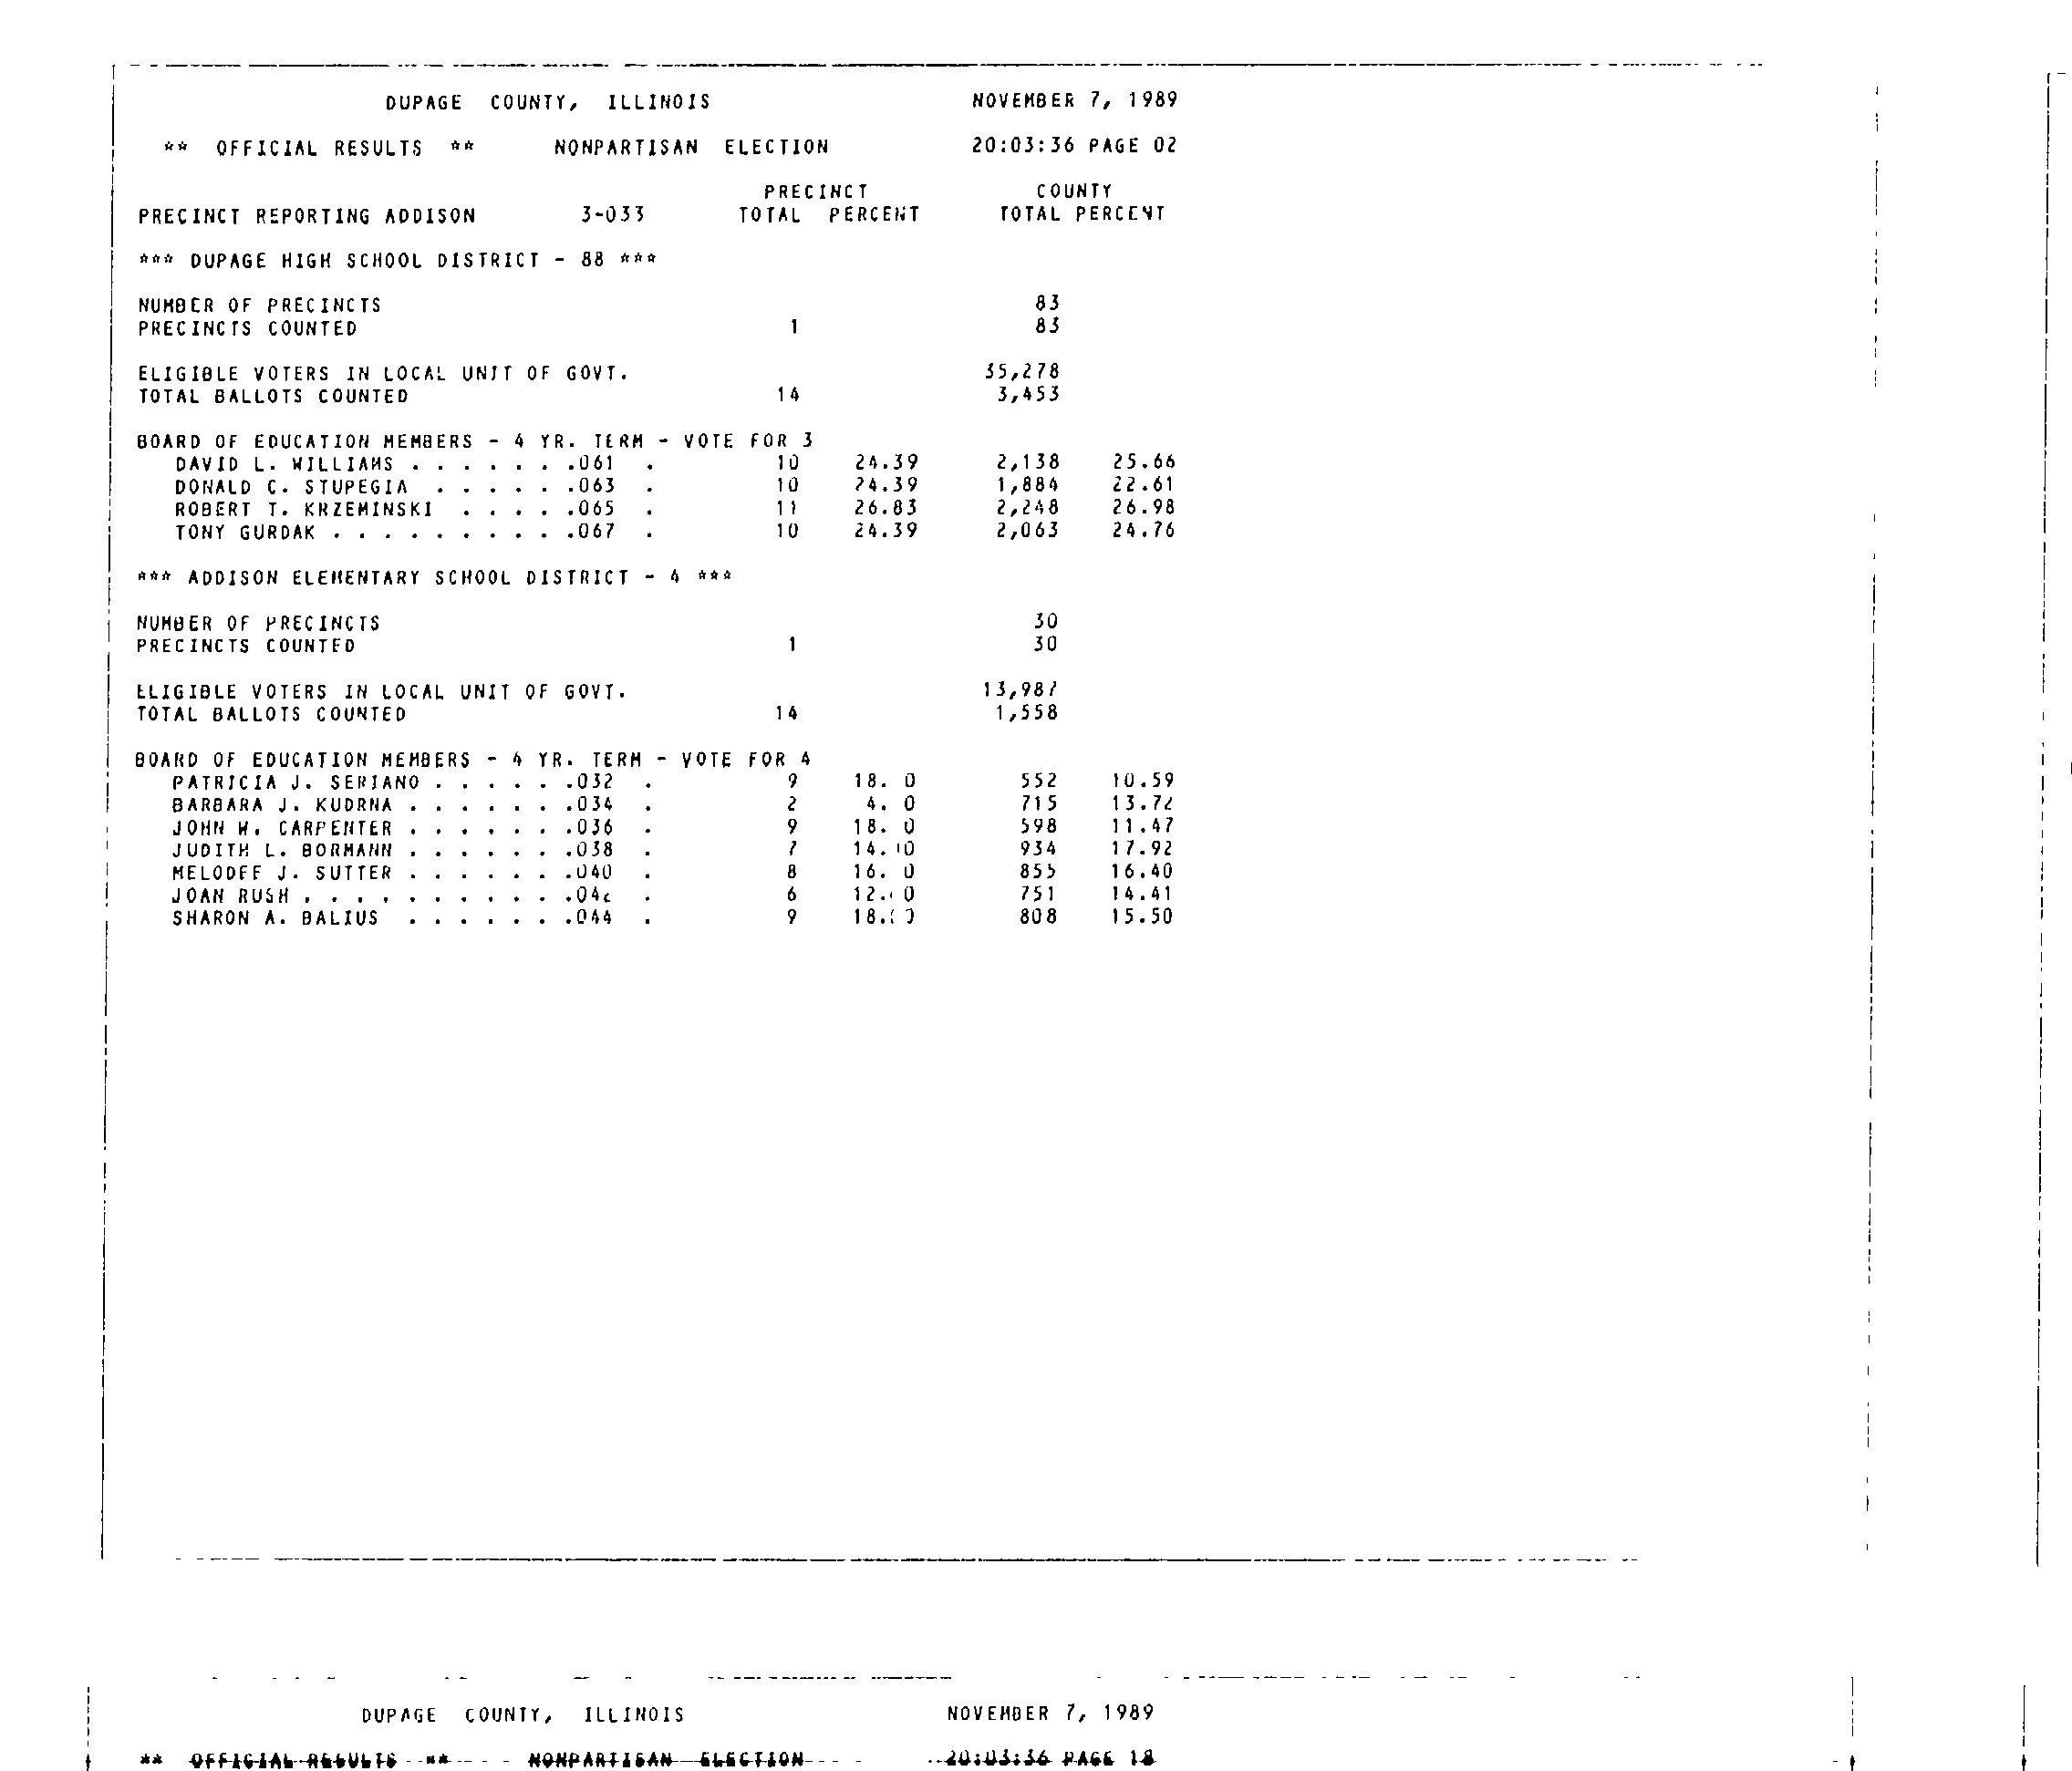 DUPAGE COUNTY, ILLINOIS NOVEMBER 7, 1989
** OFFICIAL RESULTS ** NONPARTISAN ELECTION 20:03:36 PAGE 02
PRECINCT COUNTY
PRECINCT REPORTING ADDISON 3-033 TOTAL PERCENT TOTAL PERCENT
*** DUPAGE HIGH SCHOOL DISTRICT - 88 ***
NUMBER OF PRECINCTS 83
PRECINCTS COUNTED 1 83
ELIGIBLE VOTERS IN LOCAL UNIT OF GOVT. 35,278
TOTAL BALLOTS COUNTED 14 3,453
BOARD OF EDUCATION MEMBERS - 4 YR. TERM - VOTE FOR 3
DAVID L. WILLIAMS . . . . . . .061 . 10 24.39 2,138 25.66
DONALD C. STUPEGIA . . . . . .063 . 10 24.39 1,884 22.61
ROBERT T. KRZEMINSKI . . . . .065 . 11 26.83 2,248 26.98
TONY GURDAK . . . . . . . . . .067 . 10 24.39 2,063 24.76
*** ADDISON ELEMENTARY SCHOOL DISTRICT - 4 ***
NUMBER OF PRECINCTS 30
PRECINCTS COUNTED 1 30
ELIGIBLE VOTERS IN LOCAL UNIT OF GOVT. 13,987
TOTAL BALLOTS COUNTED 14 1,558
BOARD OF EDUCATION MEMBERS - 4 YR. TERM - VOTE FOR 4
PATRICIA J. SERIANO . . . . . .032 . 9 18. 0 552 10.59
BARBARA J. KUDRNA . . . . . . .034 . 2 4. 0 715 13.72
JOHN W. CARPENTER . . . . . . .036 . 9 18. 0 598 11.47
JUDITH L. BORMANN . . . . . . .038 . 7 14. 0 934 17.92
MELODEE J. SUTTER . . . . . . .040 . 8 16. 0 855 16.40
JOAN RUSH . . . . . . . . . . .042 . 6 12. 0 751 14.41
SHARON A. BALIUS . . . . . . .044 . 9 18. 0 808 15.50
DUPAGE COUNTY, ILLINOIS NOVEMBER 7, 1989
** OFFICIAL RESULTS ** NONPARTISAN ELECTION 20:03:36 PAGE 18